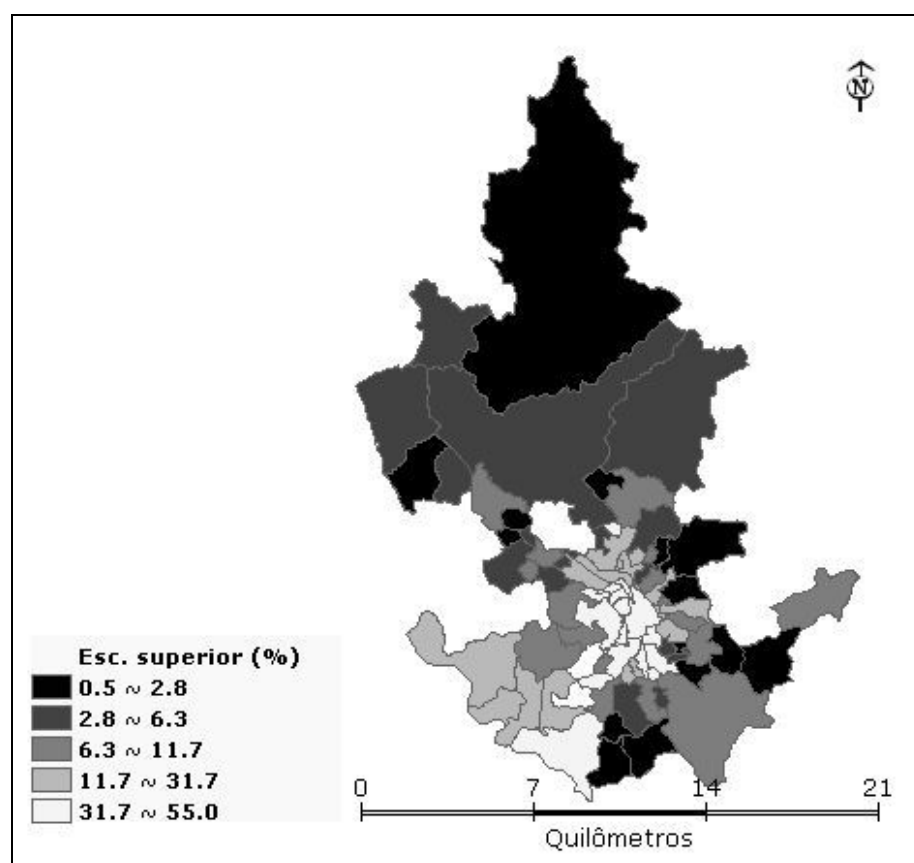 N
Esc. superior (%)
0.5 ~ 2.8
2.8 ~ 6.3
6.3 ~ 11.7
11.7 ~ 31.7
31.7 ~ 55.0
0 7 14 21
Quilômetros